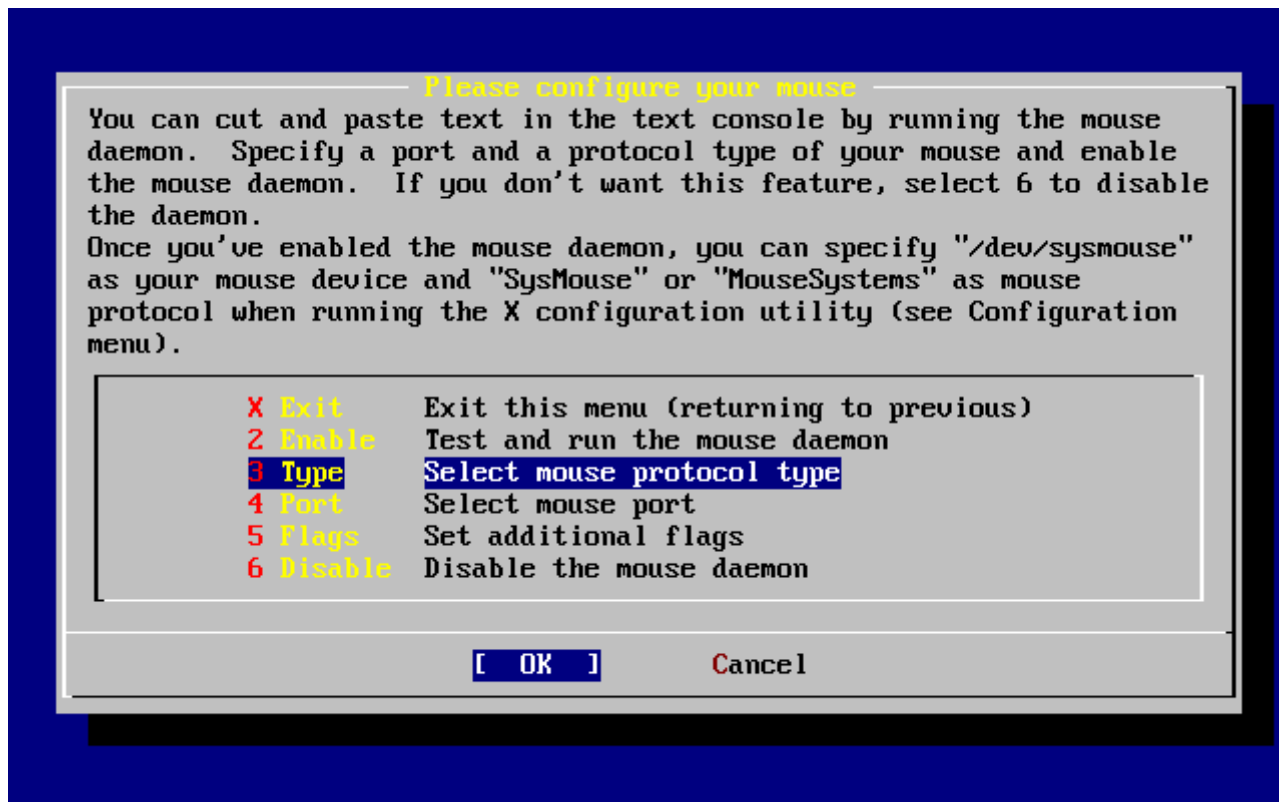 Please configure your mouse
You can cut and paste text in the text console by running the mouse
daemon.  Specify a port and a protocol type of your mouse and enable
the mouse daemon.  If you don't want this feature, select 6 to disable
the daemon.
Once you've enabled the mouse daemon, you can specify "/dev/sysmouse"
as your mouse device and "SysMouse" or "MouseSystems" as mouse
protocol when running the X configuration utility (see Configuration
menu).
X Exit Exit this menu (returning to previous)
2 Enable Test and run the mouse daemon
3 Type Select mouse protocol type
4 Port Select mouse port
5 Flags Set additional flags
6 Disable Disable the mouse daemon
[ OK ] Cancel